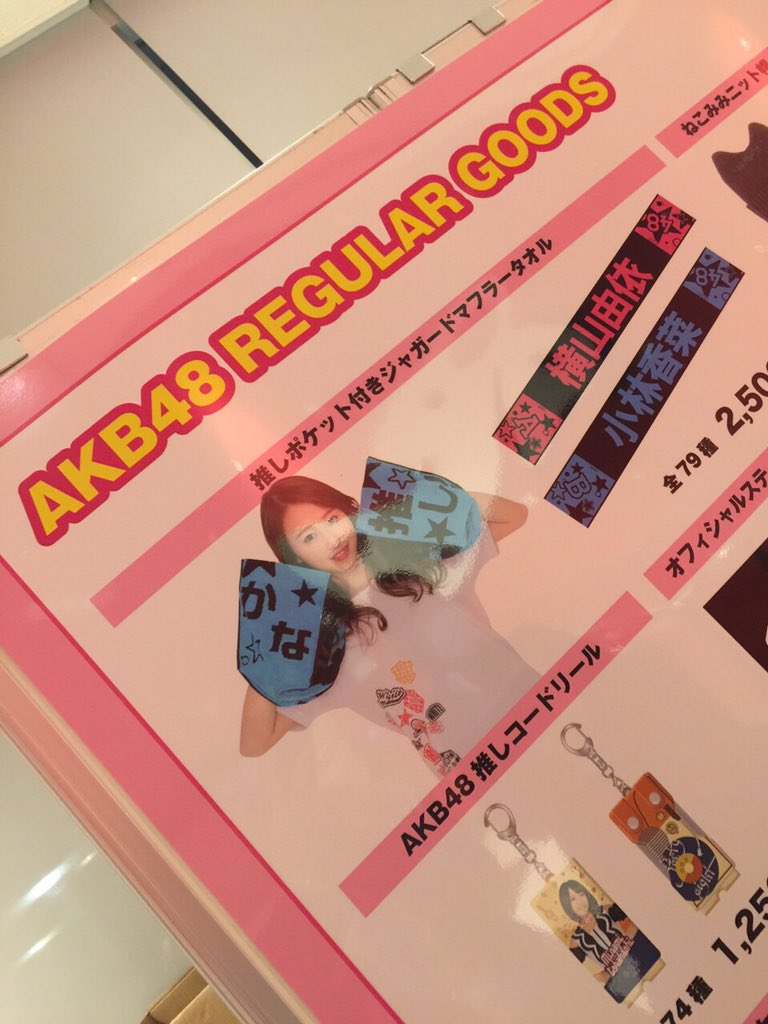 AKB48 REGULAR GOODS
推しポケット付きジャガードマフラータオル
横山由依
小林香菜
全79種 2,50
かな
推し
ねこみみニット帽
オフィシャルステ
AKB48 推しコードリール
74種 1,25